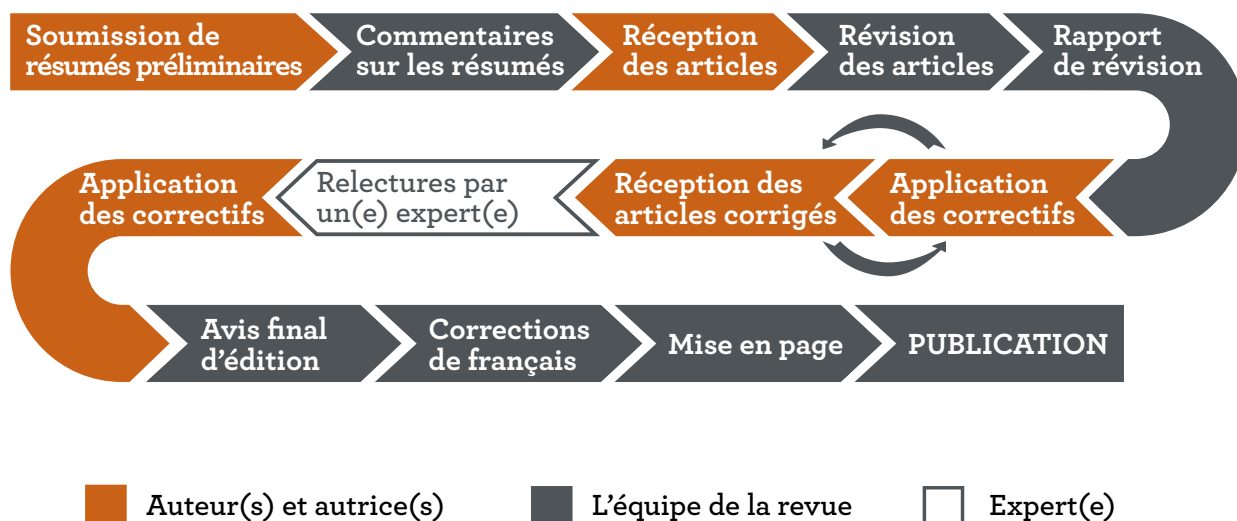 Soumission de
résumés préliminaires
Commentaires
sur les résumés
Réception
des articles
Révision
des articles
Rapport
de révision
Application
des correctifs
Réception des
articles corrigés
Relectures par
un(e) expert(e)
Application
des correctifs
Avis final
d'édition
Corrections
de français
Mise en page
PUBLICATION
Auteur(s) et autrice(s)
L'équipe de la revue
Expert(e)